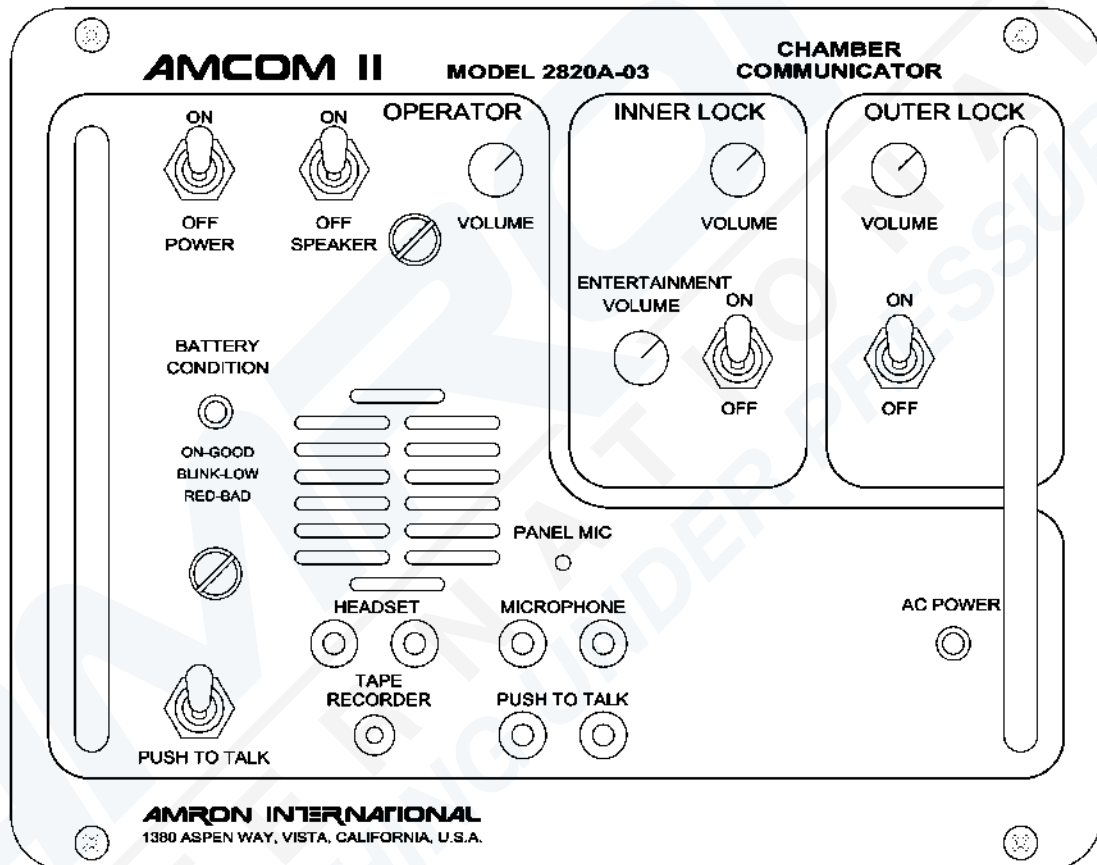 AMCOM II
MODEL 2820A-03
CHAMBER
COMMUNICATOR
OPERATOR
ON
OFF
POWER
ON
OFF
SPEAKER
VOLUME
INNER LOCK
VOLUME
ENTERTAINMENT
VOLUME
ON
OFF
OUTER LOCK
VOLUME
ON
OFF
BATTERY
CONDITION
ON-GOOD
BLINK-LOW
RED-BAD
PANEL MIC
HEADSET
MICROPHONE
AC POWER
TAPE
RECORDER
PUSH TO TALK
PUSH TO TALK
AMRON INTERNATIONAL
1380 ASPEN WAY, VISTA, CALIFORNIA, U.S.A.